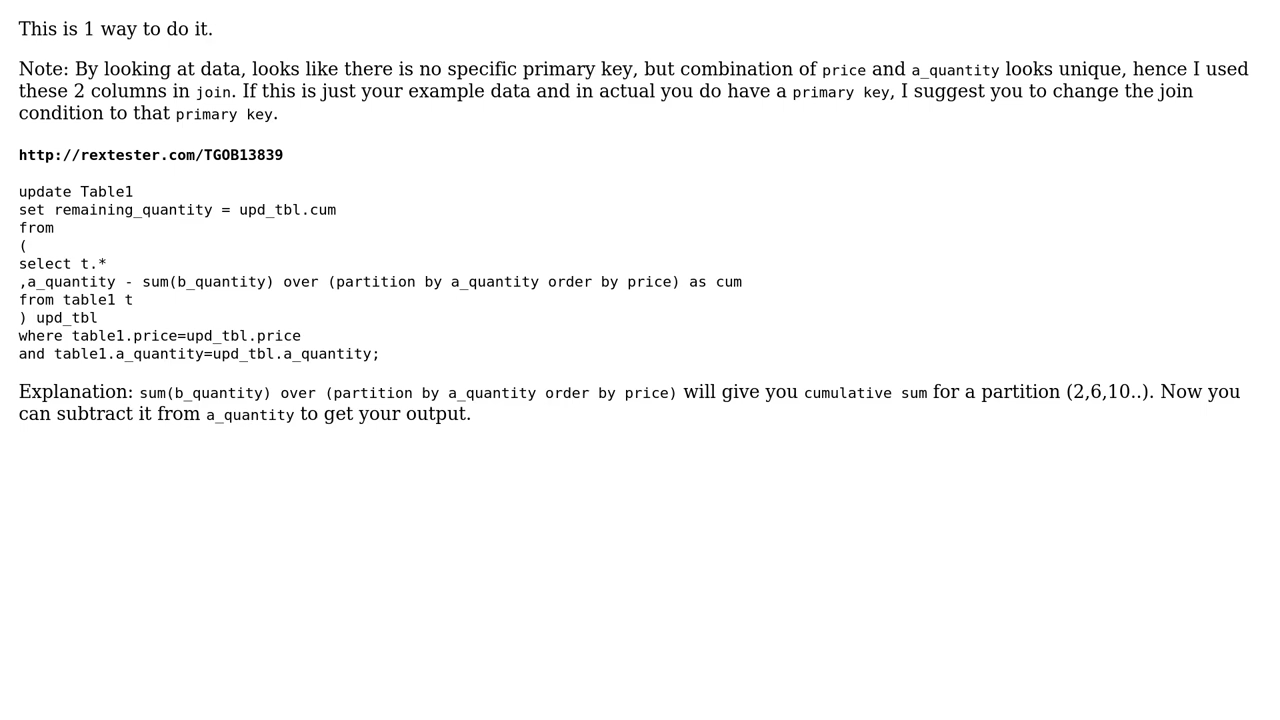 This is 1 way to do it.
Note: By looking at data, looks like there is no specific primary key, but combination of price and a_quantity looks unique, hence I used
these 2 columns in join. If this is just your example data and in actual you do have a primary key, I suggest you to change the join
condition to that primary key.
http://rextester.com/TGOB13839
update Table1
set remaining_quantity = upd_tbl.cum
from
(
select t.*
,a_quantity - sum(b_quantity) over (partition by a_quantity order by price) as cum
from table1 t
) upd_tbl
where table1.price=upd_tbl.price
and table1.a_quantity=upd_tbl.a_quantity;
Explanation: sum(b_quantity) over (partition by a_quantity order by price) will give you cumulative sum for a partition (2,6,10..). Now you
can subtract it from a_quantity to get your output.